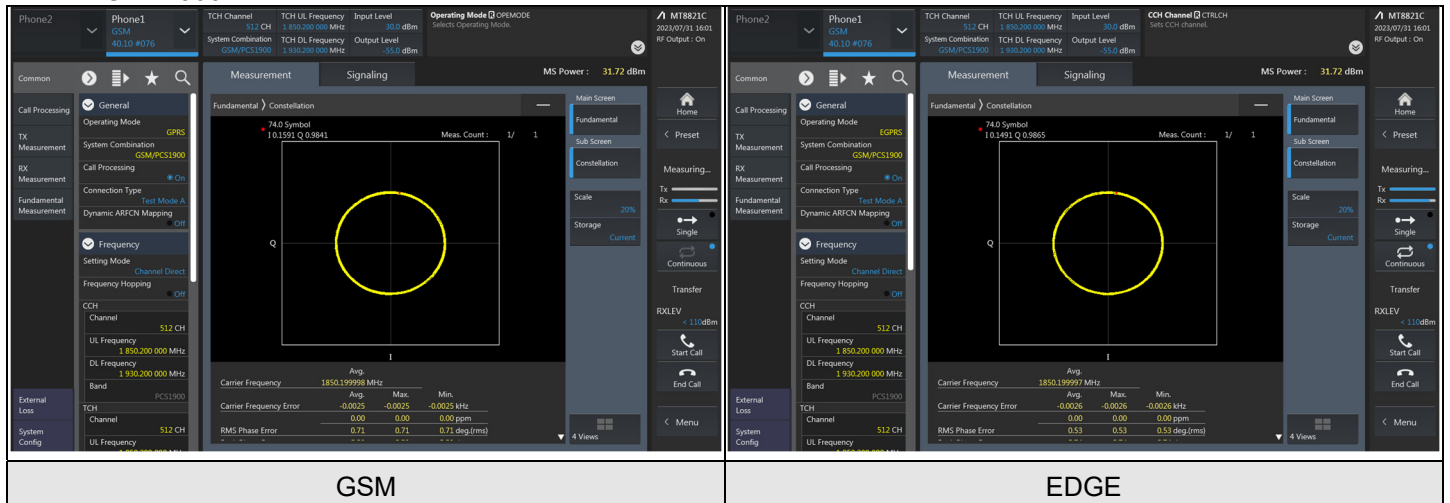 Phone2
Phone1
GSM
40.10 #076
TCH Channel
512 CH
TCH UL Frequency
1 850.200 000 MHz
Input Level
30.0 dBm
System Combination
GSM/PCS1900
TCH DL Frequency
1 930.200 000 MHz
Output Level
-55.0 dBm
Operating Mode R OPEMODE
Selects Operating Mode.
MT8821C
2023/07/31 16:01
RF Output : On
Common
Measurement
Signaling
MS Power : 31.72 dBm
Call Processing
TX
Measurement
RX
Measurement
Fundamental
Measurement
External
Loss
System
Config
General
Operating Mode
GPRS
System Combination
GSM/PCS1900
Call Processing
On
Connection Type
Test Mode A
Dynamic ARFCN Mapping
Off
Frequency
Setting Mode
Channel Direct
Frequency Hopping
Off
CCH
Channel
512 CH
UL Frequency
1 850.200 000 MHz
DL Frequency
1 930.200 000 MHz
Band
PCS1900
TCH
Channel
512 CH
UL Frequency
Fundamental > Constellation
74.0 Symbol
I 0.1591 Q 0.9841
Meas. Count : 1/ 1
Q
I
Avg.
Carrier Frequency 1850.199998 MHz
Avg. Max. Min.
Carrier Frequency Error -0.0025 -0.0025 -0.0025 kHz
0.00 0.00 0.00 ppm
RMS Phase Error 0.71 0.71 0.71 deg.(rms)
Main Screen
Fundamental
Sub Screen
Constellation
Scale
20%
Storage
Current
4 Views
Home
< Preset
Measuring...
Tx
Rx
Single
Continuous
Transfer
RXLEV
< 110dBm
Start Call
End Call
< Menu
Phone2
Phone1
GSM
40.10 #076
TCH Channel
512 CH
TCH UL Frequency
1 850.200 000 MHz
Input Level
30.0 dBm
System Combination
GSM/PCS1900
TCH DL Frequency
1 930.200 000 MHz
Output Level
-55.0 dBm
CCH Channel R CTRLCH
Sets CCH channel.
MT8821C
2023/07/31 16:01
RF Output : On
Common
Measurement
Signaling
MS Power : 31.72 dBm
Call Processing
TX
Measurement
RX
Measurement
Fundamental
Measurement
External
Loss
System
Config
General
Operating Mode
EGPRS
System Combination
GSM/PCS1900
Call Processing
On
Connection Type
Test Mode A
Dynamic ARFCN Mapping
Off
Frequency
Setting Mode
Channel Direct
Frequency Hopping
Off
CCH
Channel
512 CH
UL Frequency
1 850.200 000 MHz
DL Frequency
1 930.200 000 MHz
Band
PCS1900
TCH
Channel
512 CH
UL Frequency
Fundamental > Constellation
74.0 Symbol
I 0.1491 Q 0.9865
Meas. Count : 1/ 1
Q
I
Avg.
Carrier Frequency 1850.199997 MHz
Avg. Max. Min.
Carrier Frequency Error -0.0026 -0.0026 -0.0026 kHz
0.00 0.00 0.00 ppm
RMS Phase Error 0.53 0.53 0.53 deg.(rms)
Main Screen
Fundamental
Sub Screen
Constellation
Scale
20%
Storage
Current
4 Views
Home
< Preset
Measuring...
Tx
Rx
Single
Continuous
Transfer
RXLEV
< 110dBm
Start Call
End Call
< Menu
GSM
EDGE